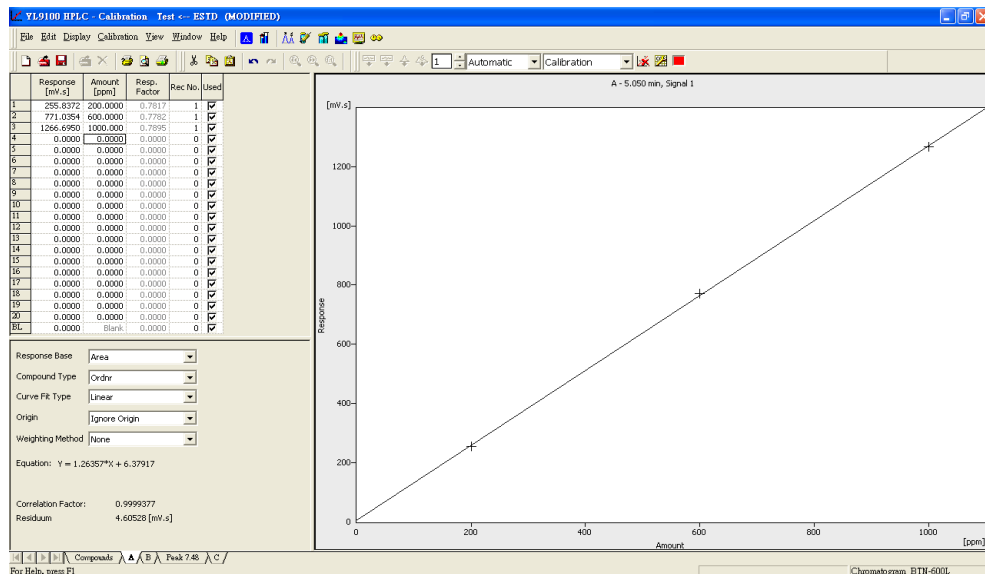 YL9100 HPLC - Calibration Test <-- ESTD (MODIFIED)
File Edit Display Calibration View Window Help
1 Automatic Calibration
Response [mV.s] Amount [ppm] Resp. Factor Rec No. Used
1 255.8372 200.0000 0.7817 1
2 771.0354 600.0000 0.7782 1
3 1266.6950 1000.000 0.7895 1
4 0.0000 0.0000 0.0000 0
5 0.0000 0.0000 0.0000 0
6 0.0000 0.0000 0.0000 0
7 0.0000 0.0000 0.0000 0
8 0.0000 0.0000 0.0000 0
9 0.0000 0.0000 0.0000 0
10 0.0000 0.0000 0.0000 0
11 0.0000 0.0000 0.0000 0
12 0.0000 0.0000 0.0000 0
13 0.0000 0.0000 0.0000 0
14 0.0000 0.0000 0.0000 0
15 0.0000 0.0000 0.0000 0
16 0.0000 0.0000 0.0000 0
17 0.0000 0.0000 0.0000 0
18 0.0000 0.0000 0.0000 0
19 0.0000 0.0000 0.0000 0
20 0.0000 0.0000 0.0000 0
BL 0.0000 Blank 0.0000 0
Response Base Area
Compound Type Ordnr
Curve Fit Type Linear
Origin Ignore Origin
Weighting Method None
Equation: Y = 1.26357*X + 6.37917
Correlation Factor: 0.9999377
Residuum 4.60528 [mV.s]
A - 5.050 min, Signal 1
[mV.s]
1200
1000
800
Response
600
400
200
0
0 200 400 600 800 1000 [ppm]
Amount
Compounds A B Peak 7.48 C
For Help, press F1 Chromatogram BTN-600L